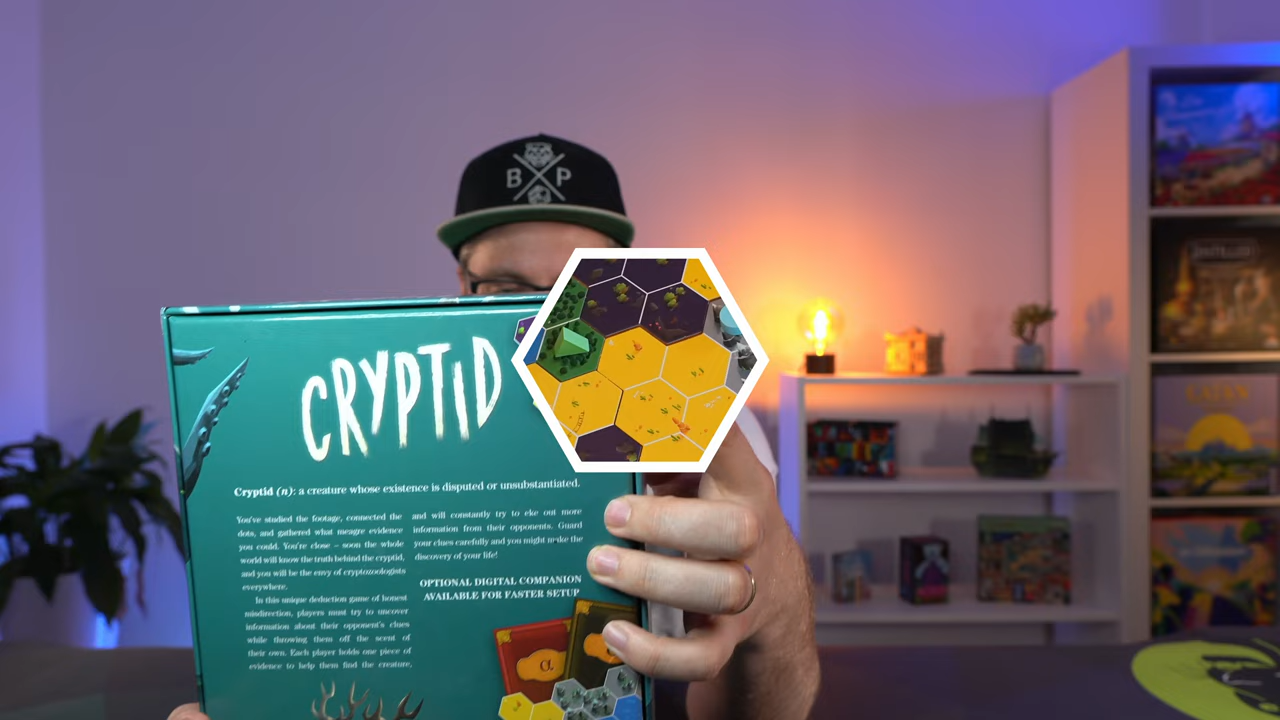 B P
CRYPTID
Cryptid (n): a creature whose existence is disputed or unsubstantiated.
You've studied the footage, connected the
dots, and gathered what meagre evidence
you could. You're close – soon the whole
world will know the truth behind the cryptid,
and you will be the envy of cryptozoologists
everywhere.
In this unique deduction game of honest
misdirection, players must try to uncover
information about their opponent's clues
while throwing them off the scent of
their own. Each player holds one piece of
evidence to help them find the creature,
and will constantly try to eke out more
information from their opponents. Guard
your clues carefully and you might make the
discovery of your life!
OPTIONAL DIGITAL COMPANION
AVAILABLE FOR FASTER SETUP
α
CATAN